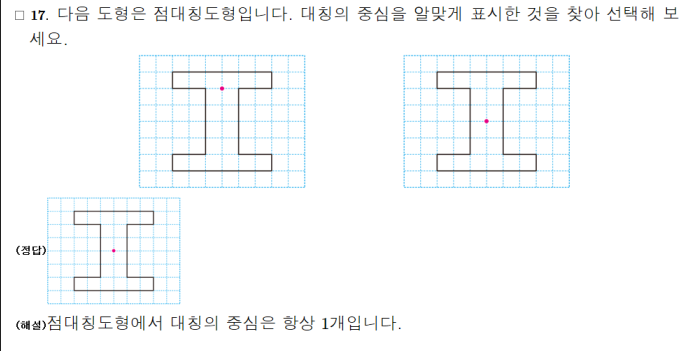 □ 17. 다음 도형은 점대칭도형입니다. 대칭의 중심을 알맞게 표시한 것을 찾아 선택해 보
세요.
(정답)
(해설)점대칭도형에서 대칭의 중심은 항상 1개입니다.